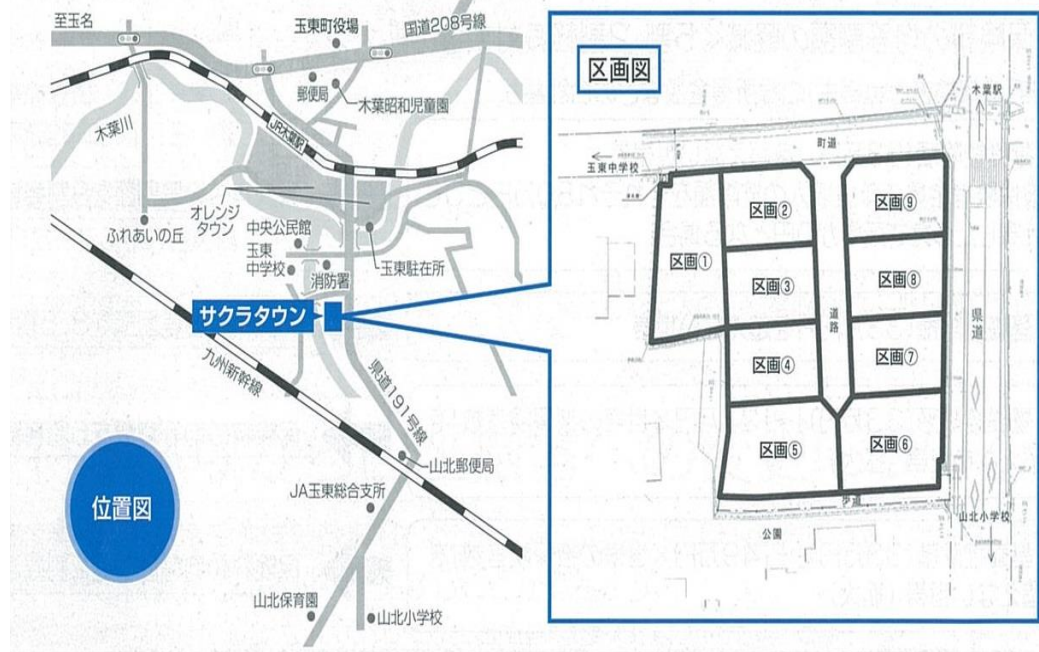 至玉名
玉東町役場
国道208号線
郵便局
木葉昭和児童園
木葉川
JR木葉駅
オレンジ
タウン
ふれあいの丘
中央公民館
玉東
中学校
消防署
玉東駐在所
サクラタウン
九州新幹線
県道191号線
山北郵便局
JA玉東総合支所
位置図
山北保育園
山北小学校
区画図
木葉駅
町道
玉東中学校
区画①
区画②
区画③
区画④
区画⑤
区画⑥
区画⑦
区画⑧
区画⑨
道路
県道
歩道
公園
山北小学校